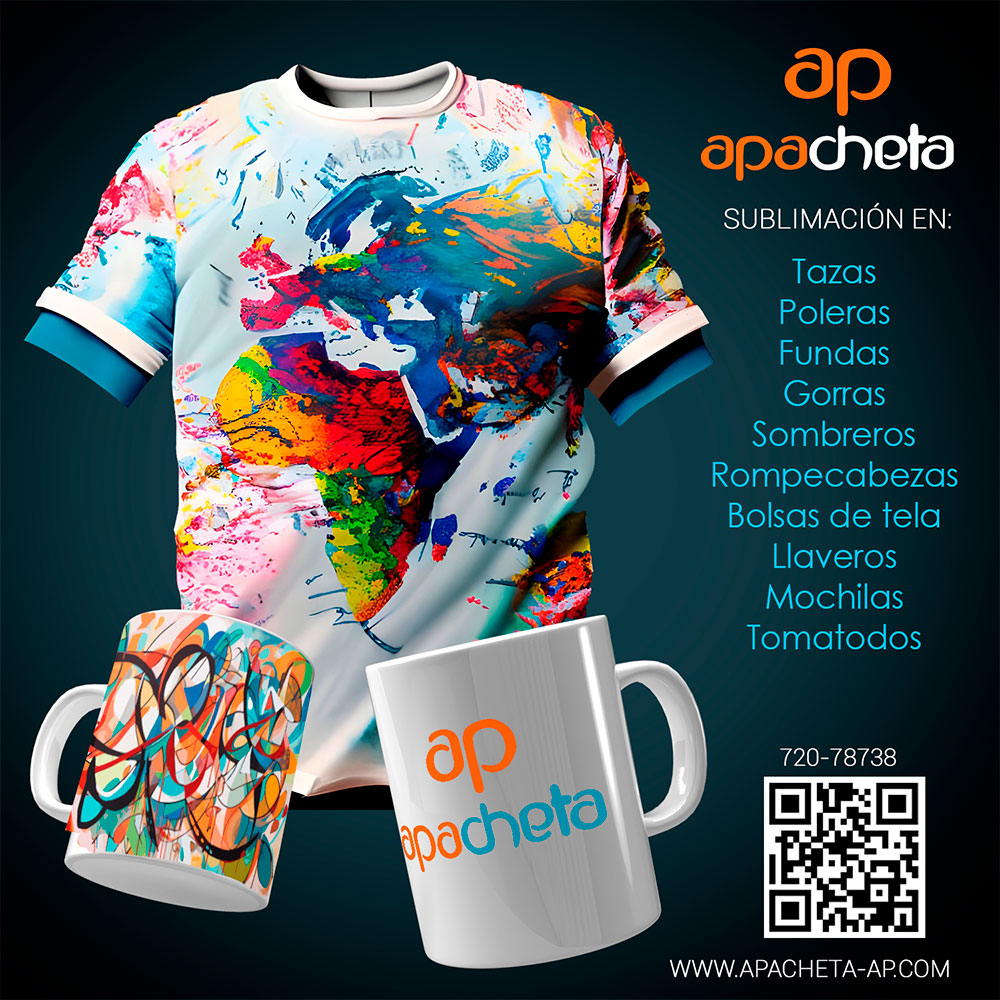 ap
apacheta
SUBLIMACIÓN EN:
Tazas
Poleras
Fundas
Gorras
Sombreros
Rompecabezas
Bolsas de tela
Llaveros
Mochilas
Tomatodos
ap
apacheta
720-78738
WWW.APACHETA-AP.COM